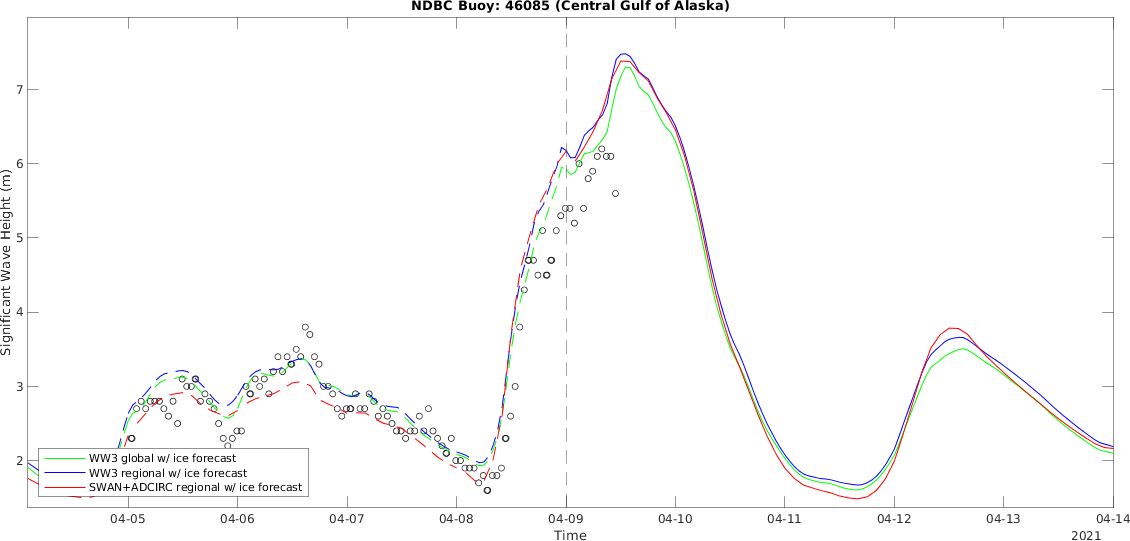 NDBC Buoy: 46085 (Central Gulf of Alaska)
Significant Wave Height (m)
7
6
5
4
3
2
WW3 global w/ ice forecast
WW3 regional w/ ice forecast
SWAN+ADCIRC regional w/ ice forecast
04-05 04-06 04-07 04-08 04-09 04-10 04-11 04-12 04-13 04-14
Time
2021